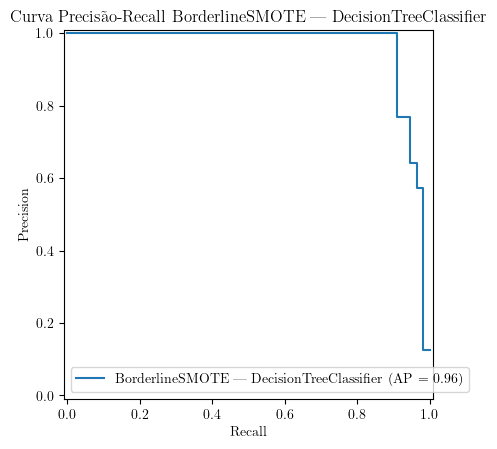 Curva Precisão-Recall BorderlineSMOTE — DecisionTreeClassifier
1.0
0.8
0.6
0.4
0.2
0.0
Precision
BorderlineSMOTE — DecisionTreeClassifier (AP = 0.96)
0.0 0.2 0.4 0.6 0.8 1.0
Recall